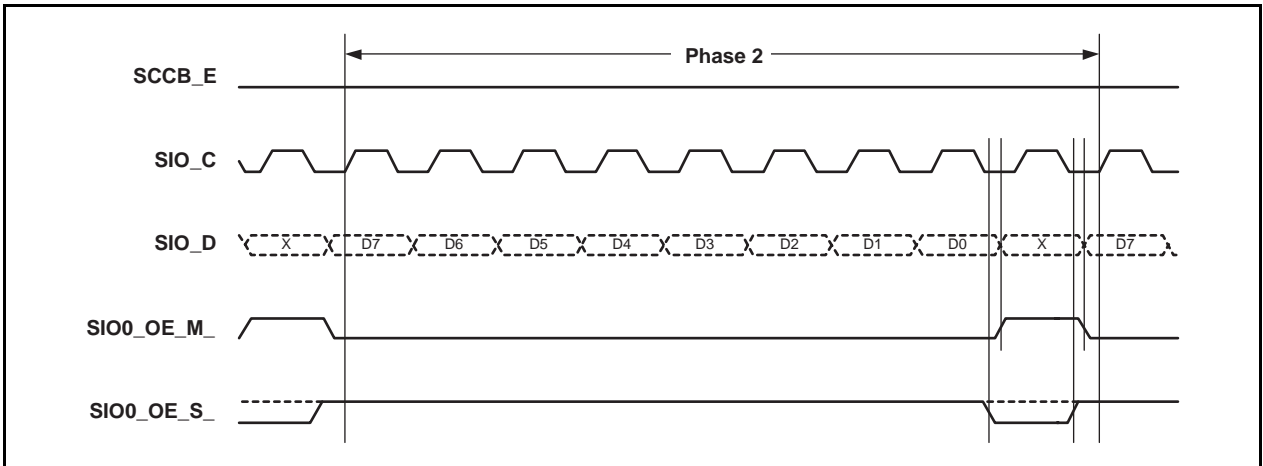 Phase 2
SCCB_E
SIO_C
SIO_D X D7 D6 D5 D4 D3 D2 D1 D0 X D7
SIO0_OE_M_
SIO0_OE_S_